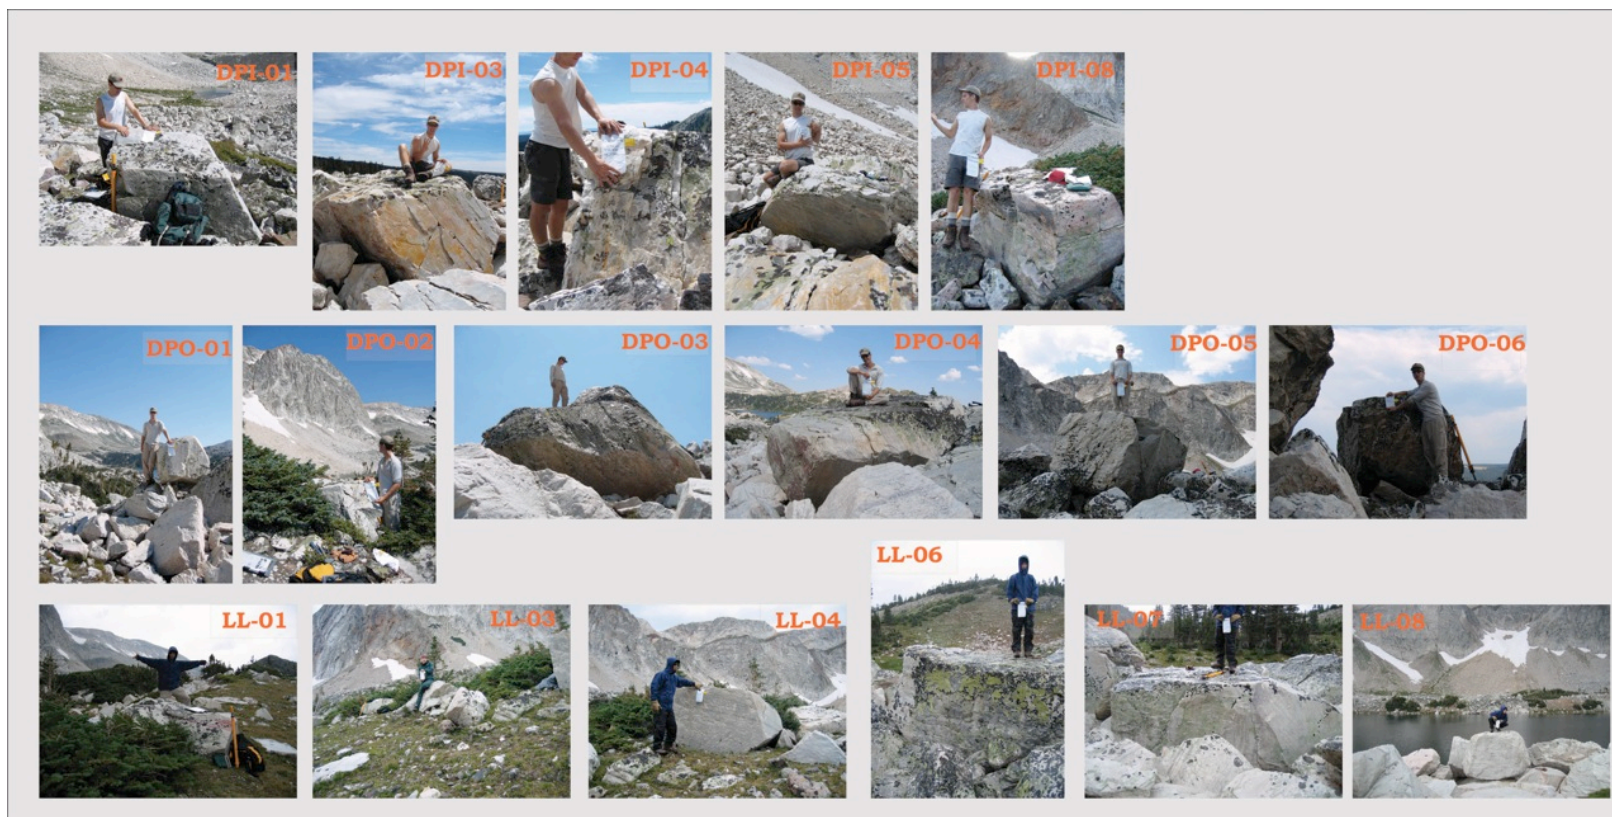 DPI-01
DPI-03
DPI-04
DPI-05
DPI-08
DPO-01
DPO-02
DPO-03
DPO-04
DPO-05
DPO-06
LL-01
LL-03
LL-04
LL-06
LL-07
LL-08